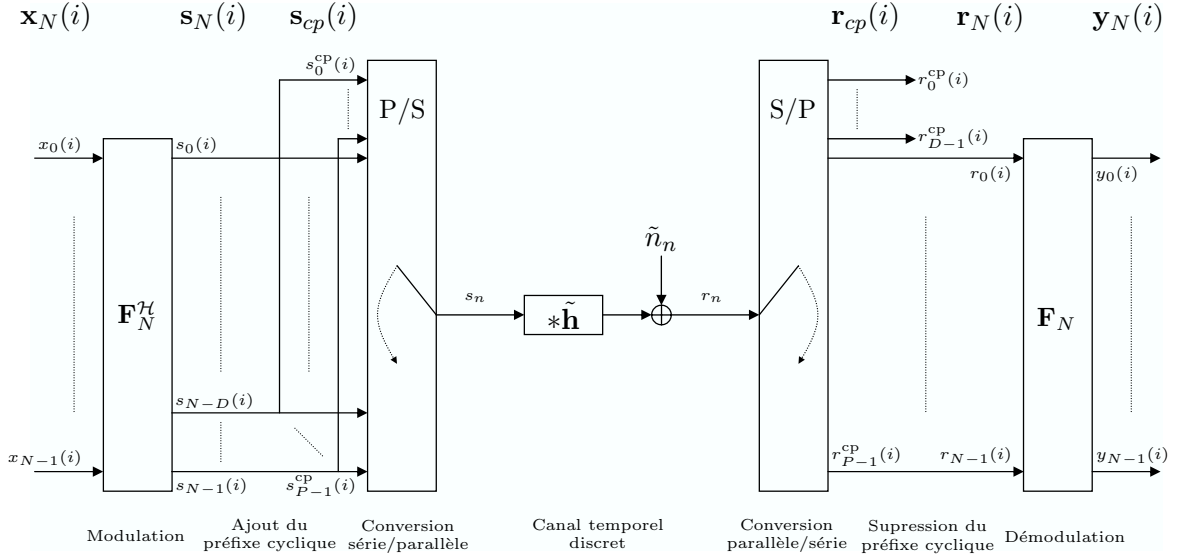 x_N(i) s_N(i) s_cp(i) r_cp(i) r_N(i) y_N(i)
s_0^cp(i) r_0^cp(i)
P/S S/P
x_0(i) s_0(i) r_{D-1}^cp(i)
r_0(i) y_0(i)
ñ_n
s_n r_n
F_N^ℋ *h̃ F_N
s_{N-D}(i)
x_{N-1}(i) r_{P-1}^cp(i) r_{N-1}(i) y_{N-1}(i)
s_{N-1}(i) s_{P-1}^cp(i)
Modulation
Ajout du
préfixe cyclique
Conversion
série/parallèle
Canal temporel
discret
Conversion
parallèle/série
Supression du
préfixe cyclique
Démodulation